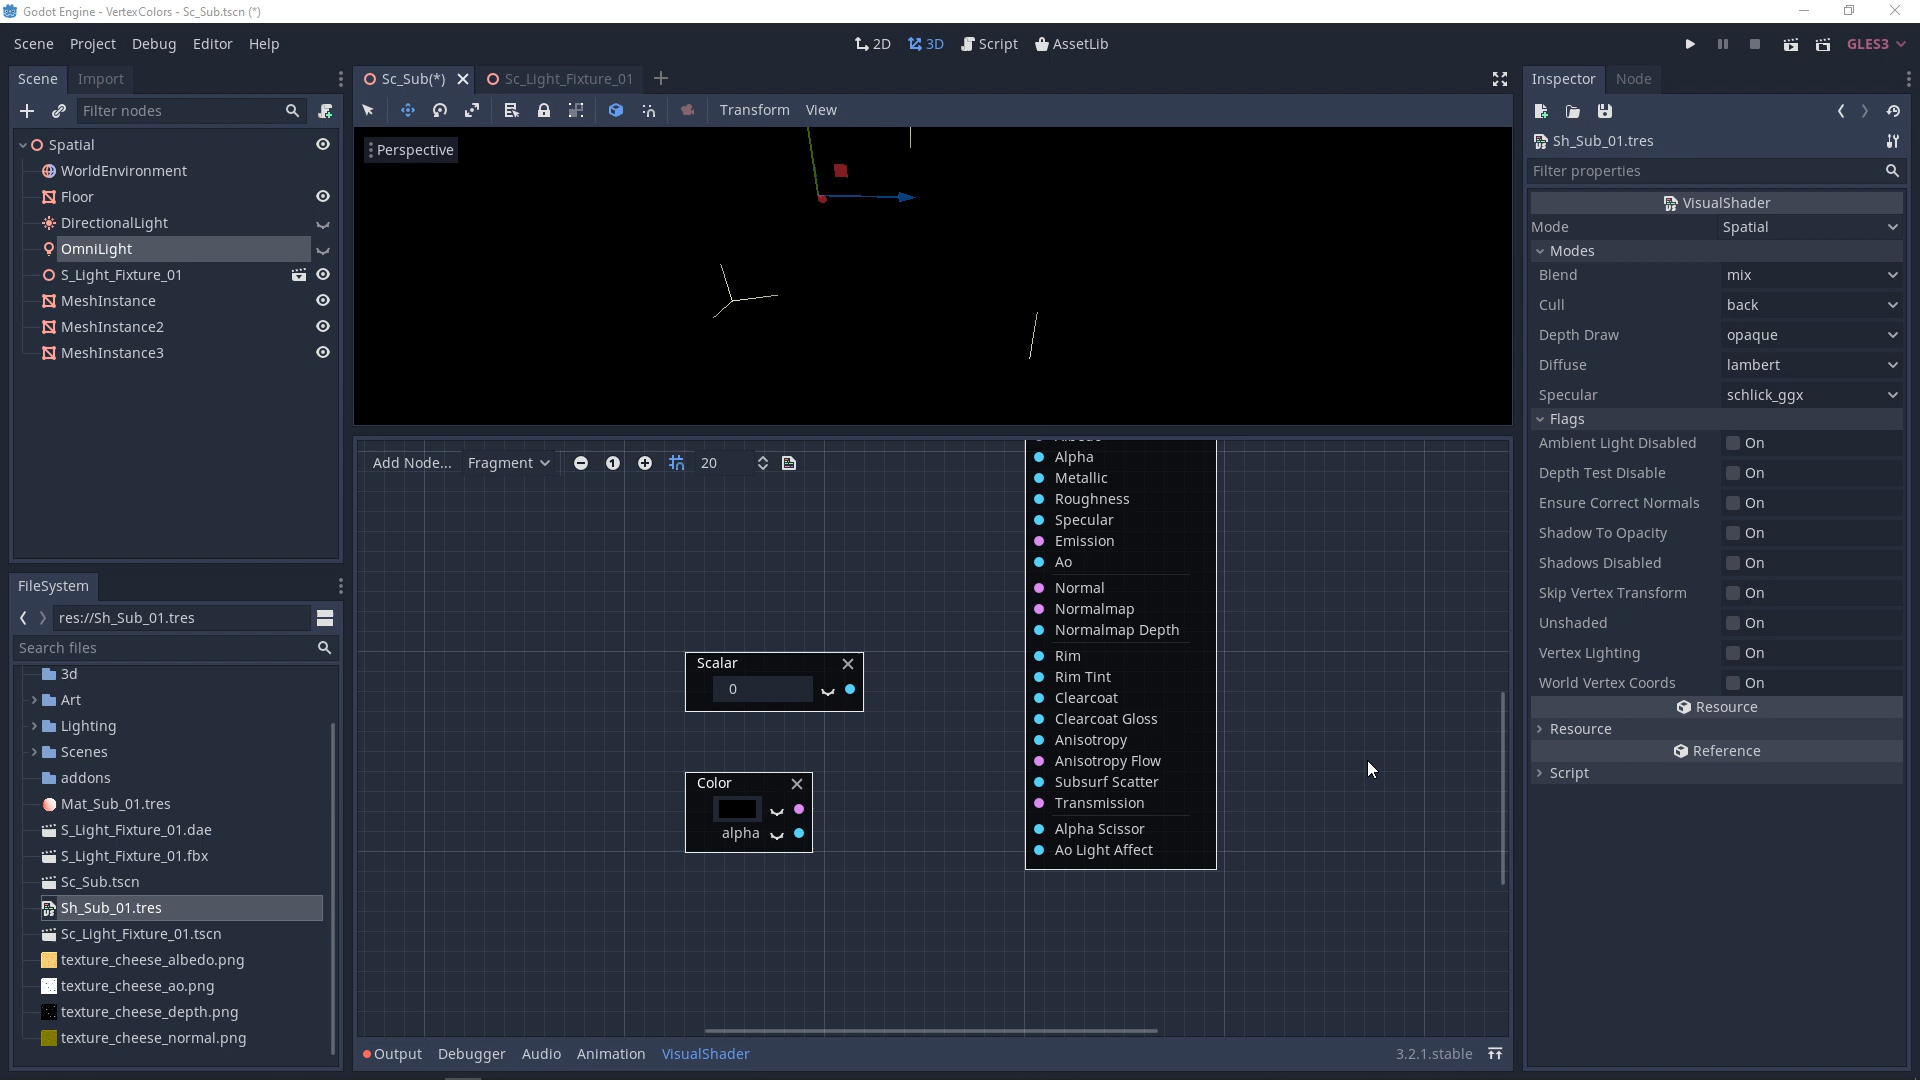 Godot Engine - VertexColors - Sc_Sub.tscn (*)
Scene Project Debug Editor Help
2D 3D Script AssetLib
GLES3
Scene Import
Filter nodes
Spatial
WorldEnvironment
Floor
DirectionalLight
OmniLight
S_Light_Fixture_01
MeshInstance
MeshInstance2
MeshInstance3
FileSystem
res://Sh_Sub_01.tres
Search files
3d
Art
Lighting
Scenes
addons
Mat_Sub_01.tres
S_Light_Fixture_01.dae
S_Light_Fixture_01.fbx
Sc_Sub.tscn
Sh_Sub_01.tres
Sc_Light_Fixture_01.tscn
texture_cheese_albedo.png
texture_cheese_ao.png
texture_cheese_depth.png
texture_cheese_normal.png
Sc_Sub(*) Sc_Light_Fixture_01
Transform View
Perspective
Add Node... Fragment 1 20
Alpha
Metallic
Roughness
Specular
Emission
Ao
Normal
Normalmap
Normalmap Depth
Rim
Rim Tint
Clearcoat
Clearcoat Gloss
Anisotropy
Anisotropy Flow
Subsurf Scatter
Transmission
Alpha Scissor
Ao Light Affect
Scalar
0
Color
alpha
Output Debugger Audio Animation VisualShader
3.2.1.stable
Inspector Node
Sh_Sub_01.tres
Filter properties
VisualShader
Mode Spatial
Modes
Blend mix
Cull back
Depth Draw opaque
Diffuse lambert
Specular schlick_ggx
Flags
Ambient Light Disabled On
Depth Test Disable On
Ensure Correct Normals On
Shadow To Opacity On
Shadows Disabled On
Skip Vertex Transform On
Unshaded On
Vertex Lighting On
World Vertex Coords On
Resource
Resource
Reference
Script